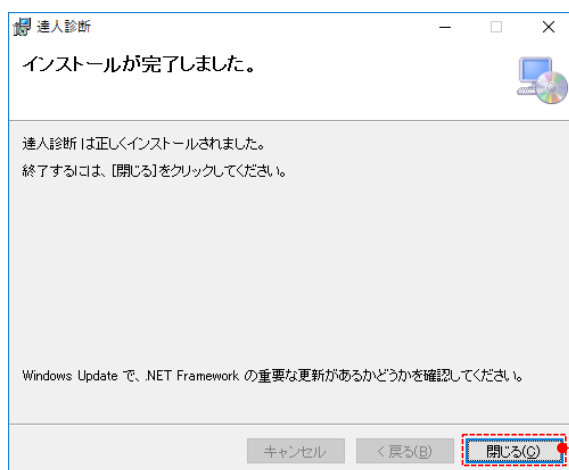 達人診断
インストールが完了しました。
達人診断 は正しくインストールされました。
終了するには、[閉じる]をクリックしてください。
Windows Update で、.NET Framework の重要な更新があるかどうかを確認してください。
キャンセル < 戻る(B) 閉じる(C)